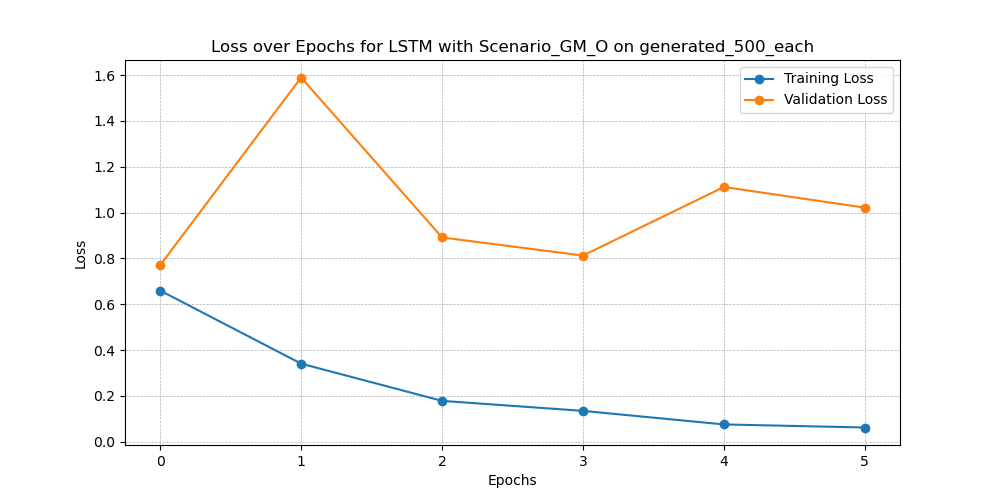 Loss over Epochs for LSTM with Scenario_GM_O on generated_500_each
Training Loss
Validation Loss
1.6
1.4
1.2
1.0
0.8
0.6
0.4
0.2
0.0
Loss
0 1 2 3 4 5
Epochs